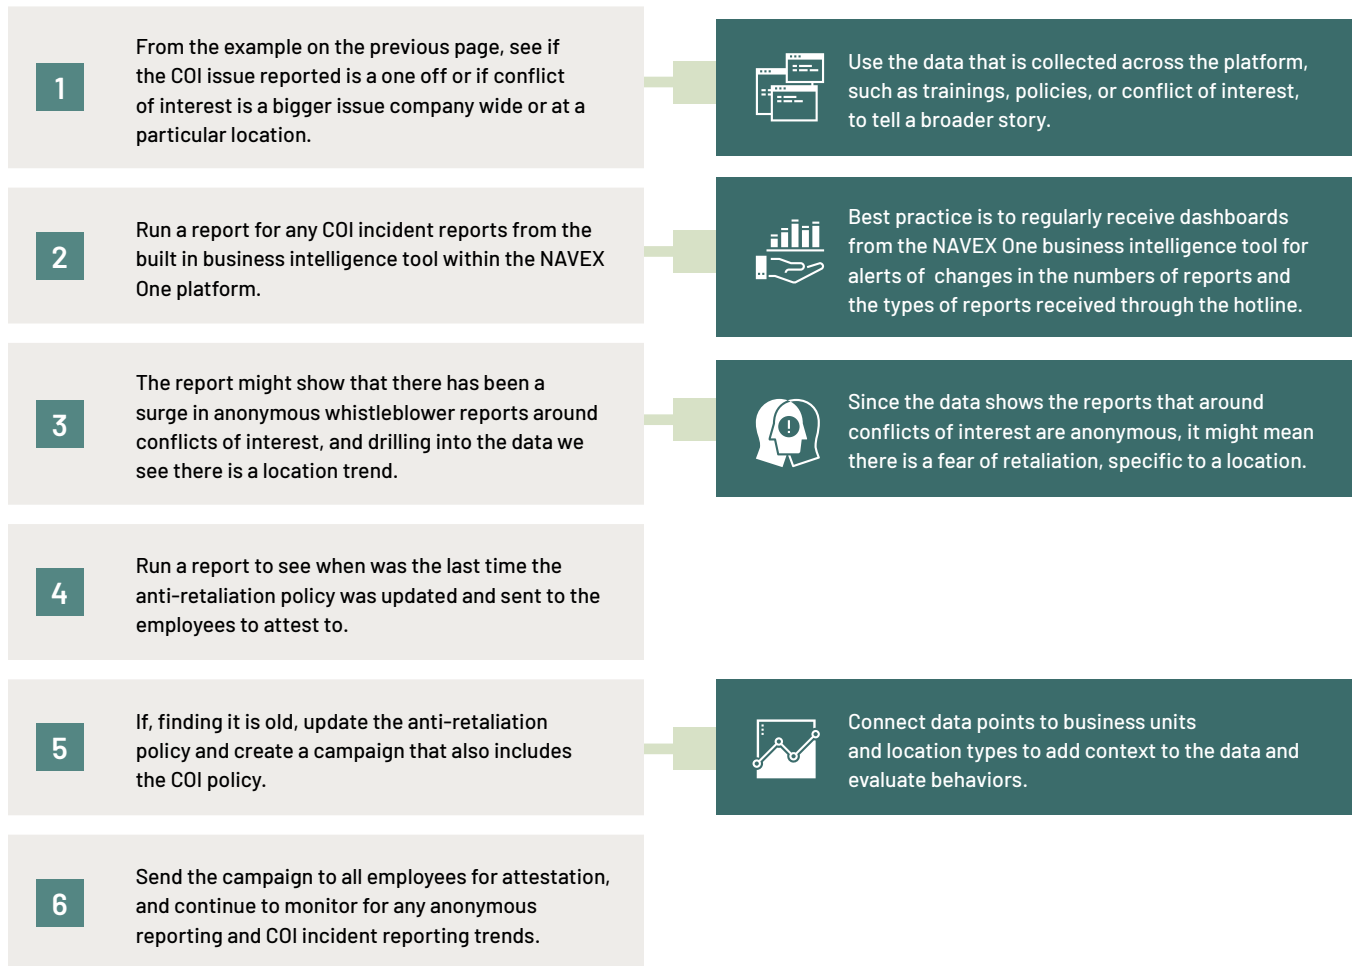 1
From the example on the previous page, see if
the COI issue reported is a one off or if conflict
of interest is a bigger issue company wide or at a
particular location.
Use the data that is collected across the platform,
such as trainings, policies, or conflict of interest,
to tell a broader story.
2
Run a report for any COI incident reports from the
built in business intelligence tool within the NAVEX
One platform.
Best practice is to regularly receive dashboards
from the NAVEX One business intelligence tool for
alerts of changes in the numbers of reports and
the types of reports received through the hotline.
3
The report might show that there has been a
surge in anonymous whistleblower reports around
conflicts of interest, and drilling into the data we
see there is a location trend.
Since the data shows the reports that around
conflicts of interest are anonymous, it might mean
there is a fear of retaliation, specific to a location.
4
Run a report to see when was the last time the
anti-retaliation policy was updated and sent to the
employees to attest to.
5
If, finding it is old, update the anti-retaliation
policy and create a campaign that also includes
the COI policy.
Connect data points to business units
and location types to add context to the data and
evaluate behaviors.
6
Send the campaign to all employees for attestation,
and continue to monitor for any anonymous
reporting and COI incident reporting trends.